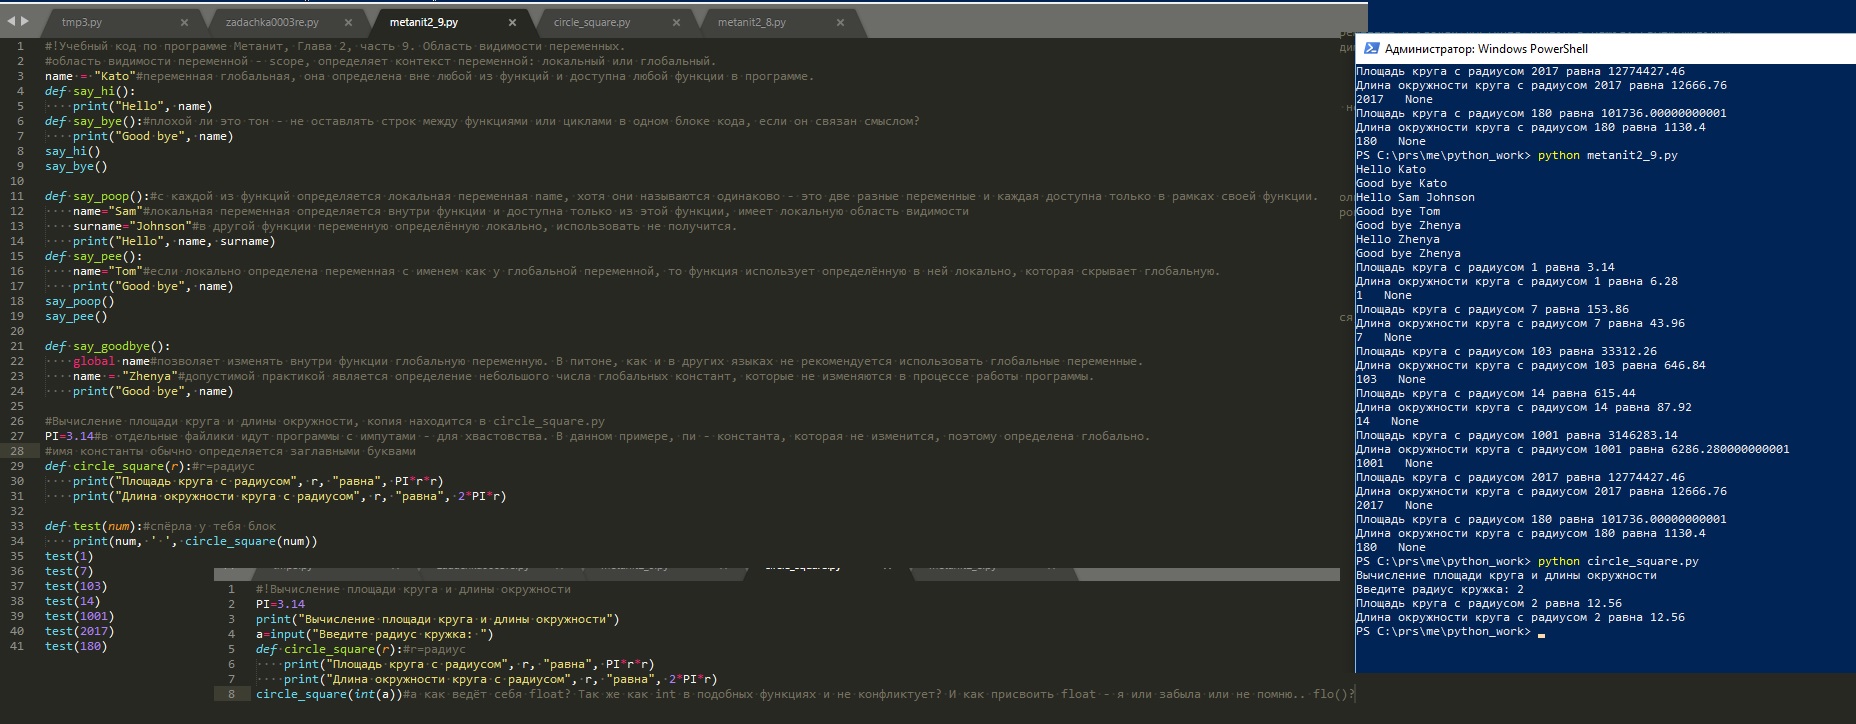 tmp3.py × zadachka0003re.py × metanit2_9.py × circle_square.py × metanit2_8.py ×
1 #!Учебный код по программе Метанит, Глава 2, часть 9. Область видимости переменных.
2 #область видимости переменной - scope, определяет контекст переменной: локальный или глобальный.
3 name = "Kato"#переменная глобальная, она определена вне любой из функций и доступна любой функции в программе.
4 def say_hi():
5 print("Hello", name)
6 def say_bye():#плохой ли это тон - не оставлять строк между функциями или циклами в одном блоке кода, если он связан смыслом?
7 print("Good bye", name)
8 say_hi()
9 say_bye()
10
11 def say_poop():#с каждой из функций определяется локальная переменная name, хотя они называются одинаково - это две разные переменные и каждая доступна только в рамках своей функции.
12 name="Sam"#локальная переменная определяется внутри функции и доступна только из этой функции, имеет локальную область видимости
13 surname="Johnson"#в другой функции переменную определённую локально, использовать не получится.
14 print("Hello", name, surname)
15 def say_pee():
16 name="Tom"#если локально определена переменная с именем как у глобальной переменной, то функция использует определённую в ней локально, которая скрывает глобальную.
17 print("Good bye", name)
18 say_poop()
19 say_pee()
20
21 def say_goodbye():
22 global name#позволяет изменять внутри функции глобальную переменную. В питоне, как и в других языках не рекомендуется использовать глобальные переменные.
23 name = "Zhenya"#допустимой практикой является определение небольшого числа глобальных констант, которые не изменяются в процессе работы программы.
24 print("Good bye", name)
25
26 #Вычисление площади круга и длины окружности, копия находится в circle_square.py
27 PI=3.14#в отдельные файлики идут программы с импутами - для хвастовства. В данном примере, пи - константа, которая не изменится, поэтому определена глобально.
28 #имя константы обычно определяется заглавными буквами
29 def circle_square(r):#r=радиус
30 print("Площадь круга с радиусом", r, "равна", PI*r*r)
31 print("Длина окружности круга с радиусом", r, "равна", 2*PI*r)
32
33 def test(num):#спёрла у тебя блок
34 print(num, ' ', circle_square(num))
35 test(1)
36 test(7)
37 test(103)
38 test(14)
39 test(1001)
40 test(2017)
41 test(180)
1 #!Вычисление площади круга и длины окружности
2 PI=3.14
3 print("Вычисление площади круга и длины окружности")
4 a=input("Введите радиус кружка: ")
5 def circle_square(r):#r=радиус
6 print("Площадь круга с радиусом", r, "равна", PI*r*r)
7 print("Длина окружности круга с радиусом", r, "равна", 2*PI*r)
8 circle_square(int(a))#а как ведёт себя float? Так же как int в подобных функциях и не конфликтует? И как присвоить float - я или забыла или не помню.. flo()?
Администратор: Windows PowerShell
Площадь круга с радиусом 2017 равна 12774427.46
Длина окружности круга с радиусом 2017 равна 12666.76
2017 None
Площадь круга с радиусом 180 равна 101736.00000000001
Длина окружности круга с радиусом 180 равна 1130.4
180 None
PS C:\prs\me\python_work> python metanit2_9.py
Hello Kato
Good bye Kato
Hello Sam Johnson
Good bye Tom
Good bye Zhenya
Hello Zhenya
Good bye Zhenya
Площадь круга с радиусом 1 равна 3.14
Длина окружности круга с радиусом 1 равна 6.28
1 None
Площадь круга с радиусом 7 равна 153.86
Длина окружности круга с радиусом 7 равна 43.96
7 None
Площадь круга с радиусом 103 равна 33312.26
Длина окружности круга с радиусом 103 равна 646.84
103 None
Площадь круга с радиусом 14 равна 615.44
Длина окружности круга с радиусом 14 равна 87.92
14 None
Площадь круга с радиусом 1001 равна 3146283.14
Длина окружности круга с радиусом 1001 равна 6286.280000000001
1001 None
Площадь круга с радиусом 2017 равна 12774427.46
Длина окружности круга с радиусом 2017 равна 12666.76
2017 None
Площадь круга с радиусом 180 равна 101736.00000000001
Длина окружности круга с радиусом 180 равна 1130.4
180 None
PS C:\prs\me\python_work> python circle_square.py
Вычисление площади круга и длины окружности
Введите радиус кружка: 2
Площадь круга с радиусом 2 равна 12.56
Длина окружности круга с радиусом 2 равна 12.56
PS C:\prs\me\python_work>